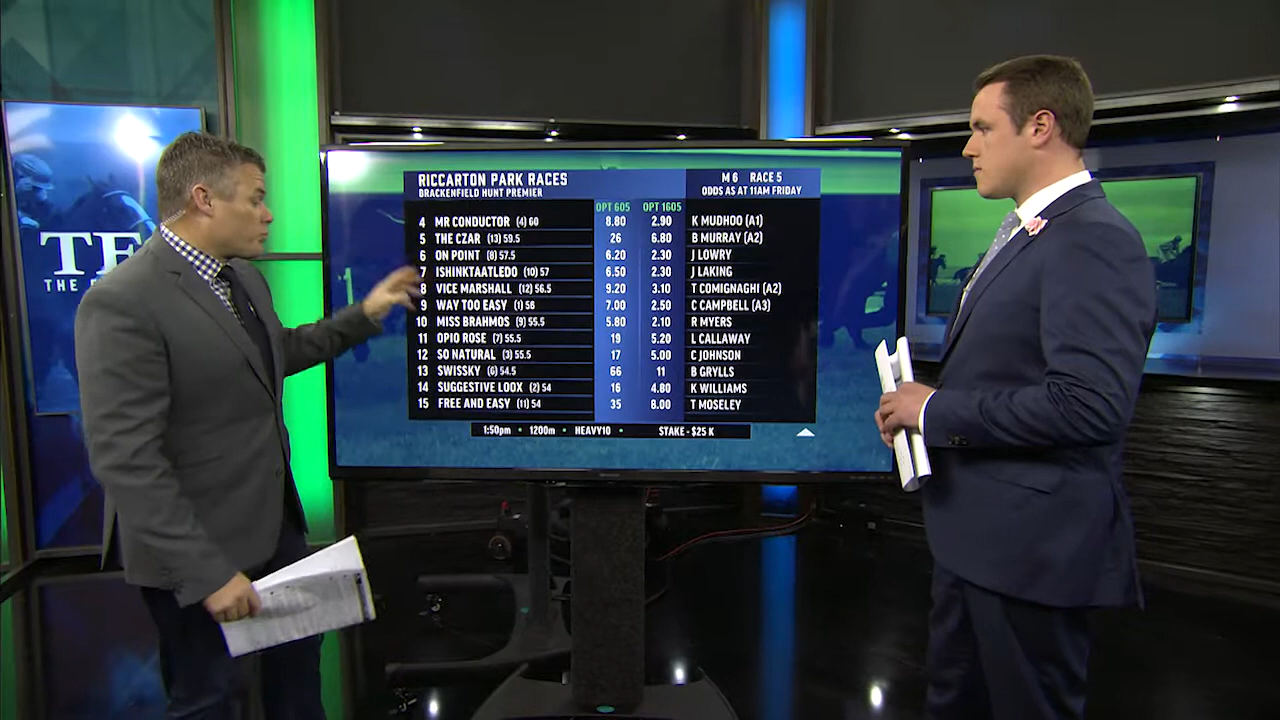 RICCARTON PARK RACES
BRACKENFIELD HUNT PREMIER
M 6 RACE 5
ODDS AS AT 11AM FRIDAY
OPT 605 OPT 1605
4 MR CONDUCTOR (4) 60 8.80 2.90 K MUDHOO (A1)
5 THE CZAR (13) 59.5 26 6.80 B MURRAY (A2)
6 ON POINT (8) 57.5 6.20 2.30 J LOWRY
7 ISHINKTAATLEDO (10) 57 6.50 2.30 J LAKING
8 VICE MARSHALL (12) 56.5 9.20 3.10 T COMIGNAGHI (A2)
9 WAY TOO EASY (1) 56 7.00 2.50 C CAMPBELL (A3)
10 MISS BRAHMOS (9) 55.5 5.80 2.10 R MYERS
11 OPIO ROSE (7) 55.5 19 5.20 L CALLAWAY
12 SO NATURAL (3) 55.5 17 5.00 C JOHNSON
13 SWISSKY (6) 54.5 66 11 B GRYLLS
14 SUGGESTIVE LOOX (2) 54 16 4.80 K WILLIAMS
15 FREE AND EASY (11) 54 35 8.00 T MOSELEY
1:50pm • 1200m • HEAVY10 • STAKE - $25 K
THE